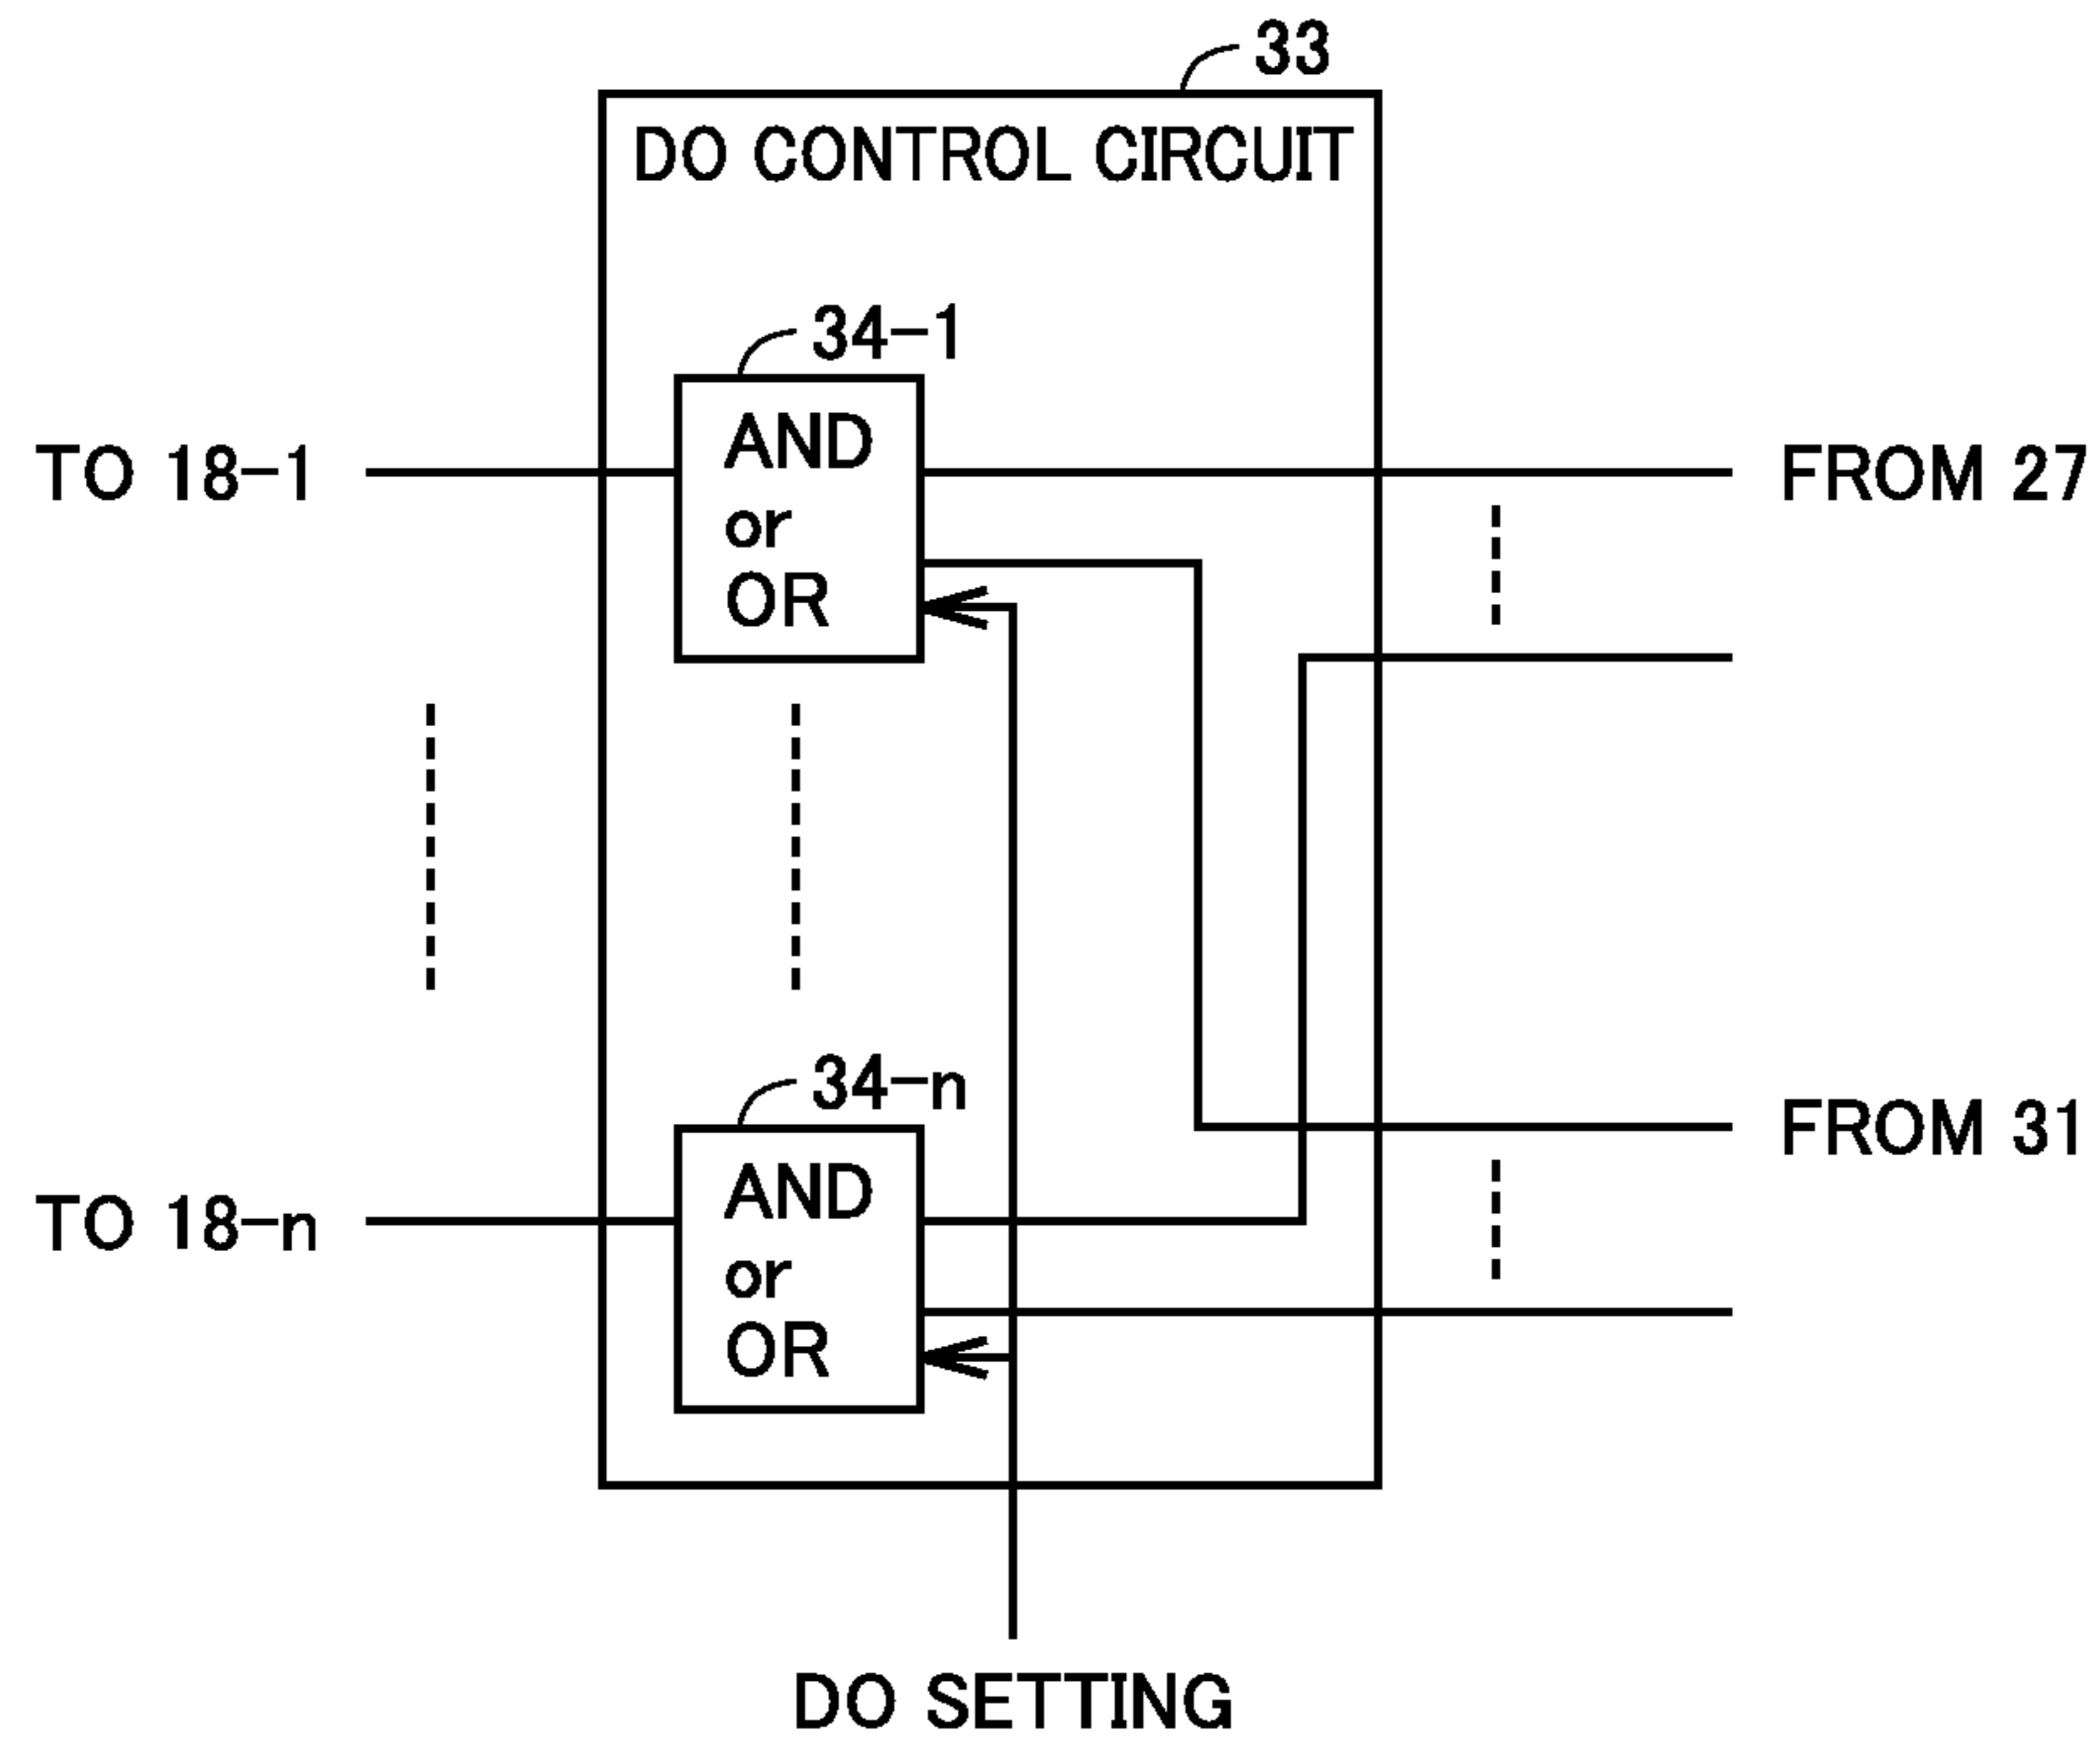 33
DO CONTROL CIRCUIT
34-1
TO 18-1
AND
or
OR
FROM 27
34-n
TO 18-n
AND
or
OR
FROM 31
DO SETTING